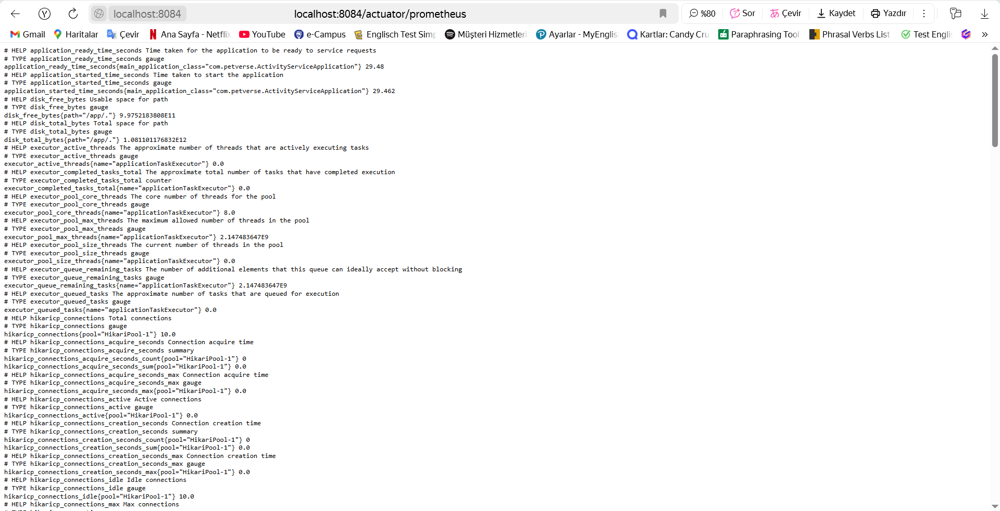 localhost:8084 localhost:8084/actuator/prometheus %80 Sor Çevir Kaydet Yazdır
Gmail Haritalar Çevir Ana Sayfa - Netfli YouTube e-Campus Englisch Test Sim Müşteri Hizmetleri Ayarlar - MyEnglis Kartlar: Candy Cru Paraphrasing Tool Phrasal Verbs List Test Engli »
# HELP application_ready_time_seconds Time taken for the application to be ready to service requests
# TYPE application_ready_time_seconds gauge
application_ready_time_seconds{main_application_class="com.petverse.ActivityServiceApplication"} 29.48
# HELP application_started_time_seconds Time taken to start the application
# TYPE application_started_time_seconds gauge
application_started_time_seconds{main_application_class="com.petverse.ActivityServiceApplication"} 29.462
# HELP disk_free_bytes Usable space for path
# TYPE disk_free_bytes gauge
disk_free_bytes{path="/app/."} 9.9752183808E11
# HELP disk_total_bytes Total space for path
# TYPE disk_total_bytes gauge
disk_total_bytes{path="/app/."} 1.081101176832E12
# HELP executor_active_threads The approximate number of threads that are actively executing tasks
# TYPE executor_active_threads gauge
executor_active_threads{name="applicationTaskExecutor"} 0.0
# HELP executor_completed_tasks_total The approximate total number of tasks that have completed execution
# TYPE executor_completed_tasks_total counter
executor_completed_tasks_total{name="applicationTaskExecutor"} 0.0
# HELP executor_pool_core_threads The core number of threads for the pool
# TYPE executor_pool_core_threads gauge
executor_pool_core_threads{name="applicationTaskExecutor"} 8.0
# HELP executor_pool_max_threads The maximum allowed number of threads in the pool
# TYPE executor_pool_max_threads gauge
executor_pool_max_threads{name="applicationTaskExecutor"} 2.147483647E9
# HELP executor_pool_size_threads The current number of threads in the pool
# TYPE executor_pool_size_threads gauge
executor_pool_size_threads{name="applicationTaskExecutor"} 0.0
# HELP executor_queue_remaining_tasks The number of additional elements that this queue can ideally accept without blocking
# TYPE executor_queue_remaining_tasks gauge
executor_queue_remaining_tasks{name="applicationTaskExecutor"} 2.147483647E9
# HELP executor_queued_tasks The approximate number of tasks that are queued for execution
# TYPE executor_queued_tasks gauge
executor_queued_tasks{name="applicationTaskExecutor"} 0.0
# HELP hikaricp_connections Total connections
# TYPE hikaricp_connections gauge
hikaricp_connections{pool="HikariPool-1"} 10.0
# HELP hikaricp_connections_acquire_seconds Connection acquire time
# TYPE hikaricp_connections_acquire_seconds summary
hikaricp_connections_acquire_seconds_count{pool="HikariPool-1"} 0
hikaricp_connections_acquire_seconds_sum{pool="HikariPool-1"} 0.0
# HELP hikaricp_connections_acquire_seconds_max Connection acquire time
# TYPE hikaricp_connections_acquire_seconds_max gauge
hikaricp_connections_acquire_seconds_max{pool="HikariPool-1"} 0.0
# HELP hikaricp_connections_active Active connections
# TYPE hikaricp_connections_active gauge
hikaricp_connections_active{pool="HikariPool-1"} 0.0
# HELP hikaricp_connections_creation_seconds Connection creation time
# TYPE hikaricp_connections_creation_seconds summary
hikaricp_connections_creation_seconds_count{pool="HikariPool-1"} 0
hikaricp_connections_creation_seconds_sum{pool="HikariPool-1"} 0.0
# HELP hikaricp_connections_creation_seconds_max Connection creation time
# TYPE hikaricp_connections_creation_seconds_max gauge
hikaricp_connections_creation_seconds_max{pool="HikariPool-1"} 0.0
# HELP hikaricp_connections_idle Idle connections
# TYPE hikaricp_connections_idle gauge
hikaricp_connections_idle{pool="HikariPool-1"} 10.0
# HELP hikaricp_connections_max Max connections